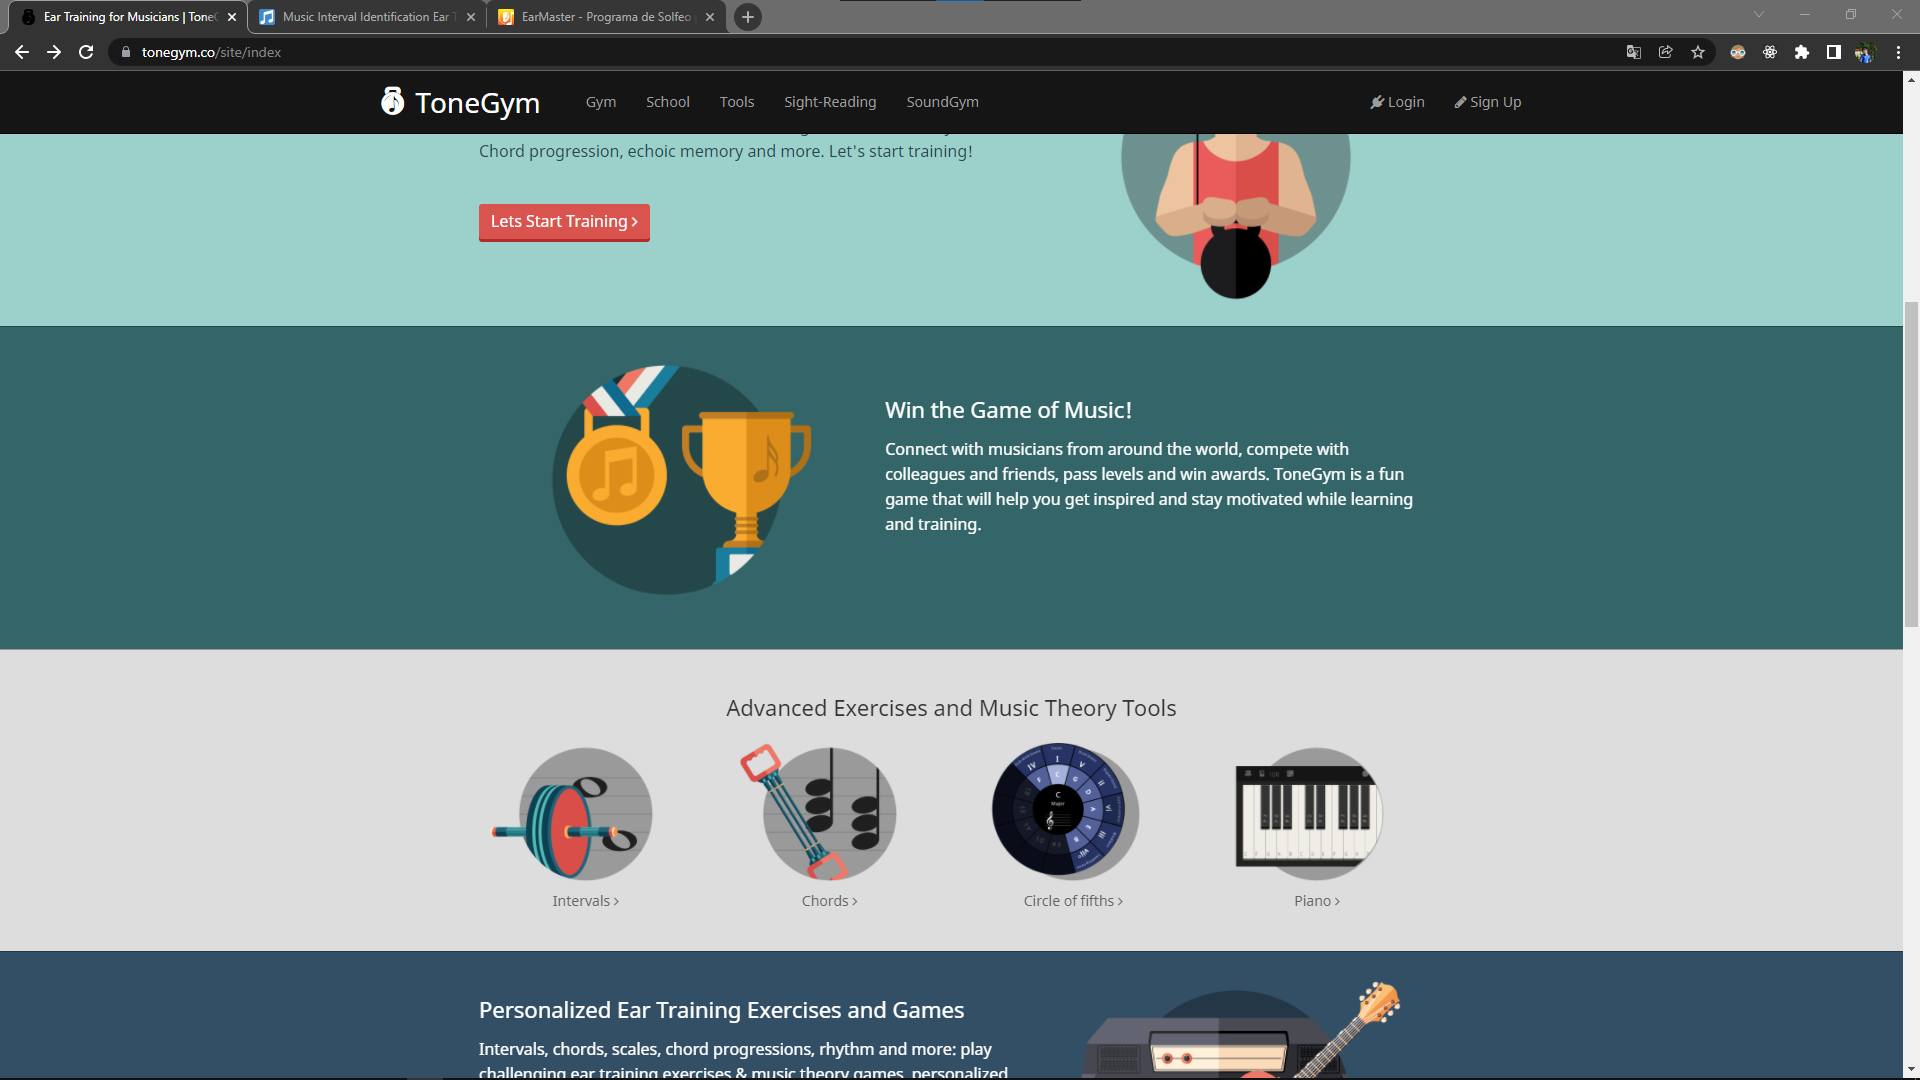 Ear Training for Musicians | Tone
Music Interval Identification Ear T
EarMaster - Programa de Solfeo
tonegym.co/site/index
ToneGym
Gym
School
Tools
Sight-Reading
SoundGym
Login
Sign Up
Chord progression, echoic memory and more. Let's start training!
Lets Start Training
Win the Game of Music!
Connect with musicians from around the world, compete with
colleagues and friends, pass levels and win awards. ToneGym is a fun
game that will help you get inspired and stay motivated while learning
and training.
Advanced Exercises and Music Theory Tools
I
IV
V
II
VI
III
F
C
G
D
A
E
B
C
Major
Intervals
Chords
Circle of fifths
Piano
Personalized Ear Training Exercises and Games
Intervals, chords, scales, chord progressions, rhythm and more: play
challenging ear training exercises & music theory games, personalized